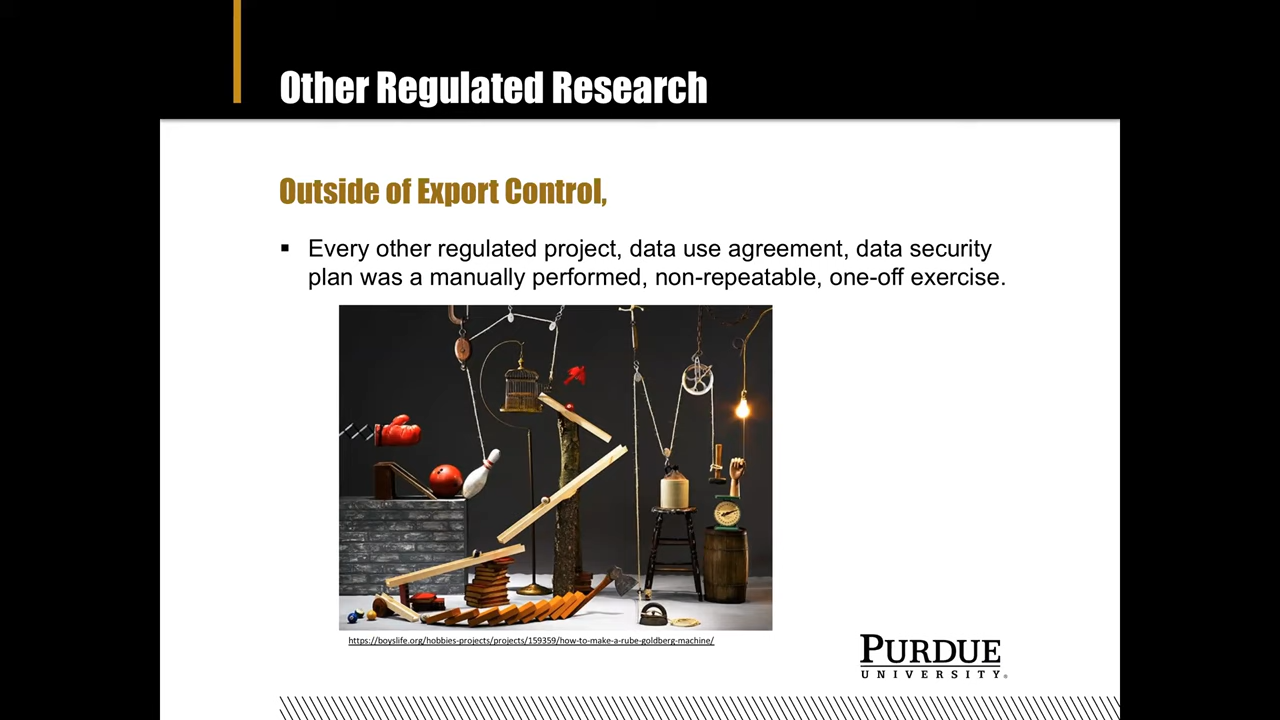 Other Regulated Research
Outside of Export Control,
▪ Every other regulated project, data use agreement, data security
plan was a manually performed, non-repeatable, one-off exercise.
https://boyslife.org/hobbies-projects/projects/159359/how-to-make-a-rube-goldberg-machine/
PURDUE
UNIVERSITY®